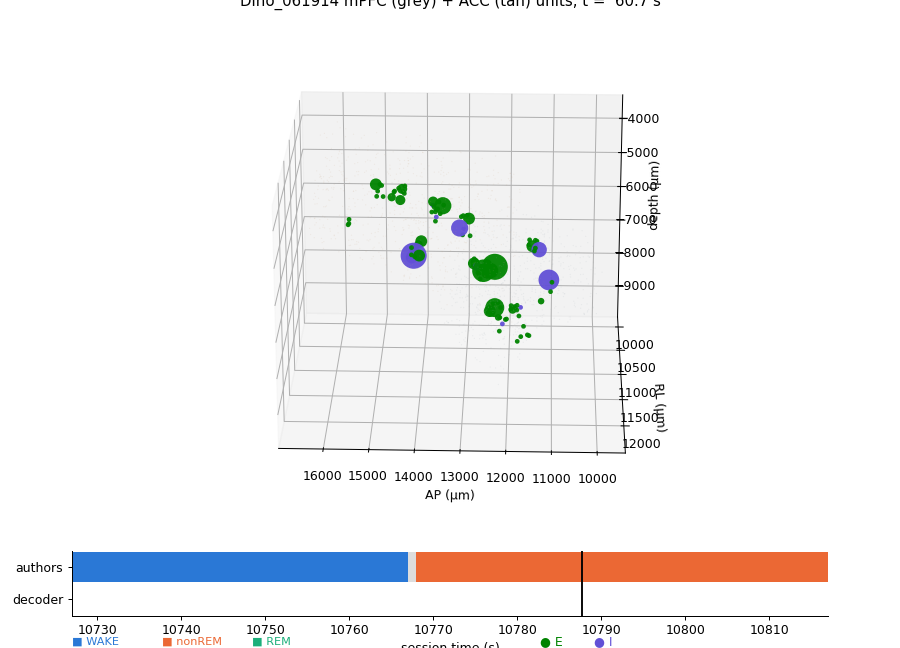 Dino_061914 mPFC (grey) + ACC (tan) units, t = 60.7 s
4000
5000
6000
7000
8000
9000
depth (μm)
10000
10500
11000
11500
12000
RL (μm)
16000 15000 14000 13000 12000 11000 10000
AP (μm)
authors
decoder
10730 10740 10750 10760 10770 10780 10790 10800 10810
WAKE nonREM REM session time (s) E I